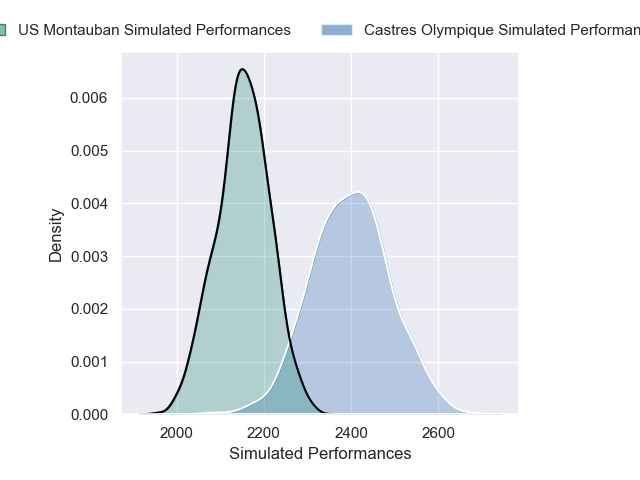 US Montauban Simulated Performances
Castres Olympique Simulated
0.006
0.005
0.004
0.003
0.002
0.001
0.000
Density
2000 2200 2400 2600
Simulated Performances